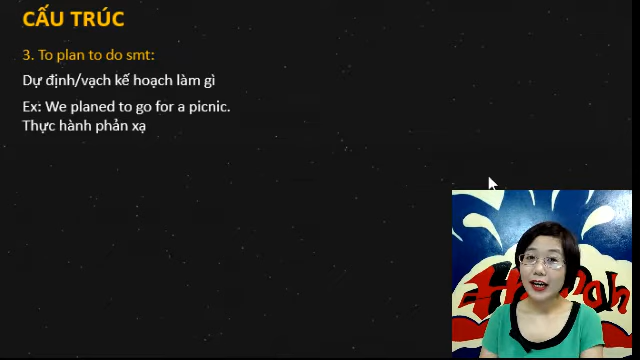 CẤU TRÚC
3. To plan to do smt:
Dự định/vạch kế hoạch làm gì
Ex: We planed to go for a picnic.
Thực hành phản xạ